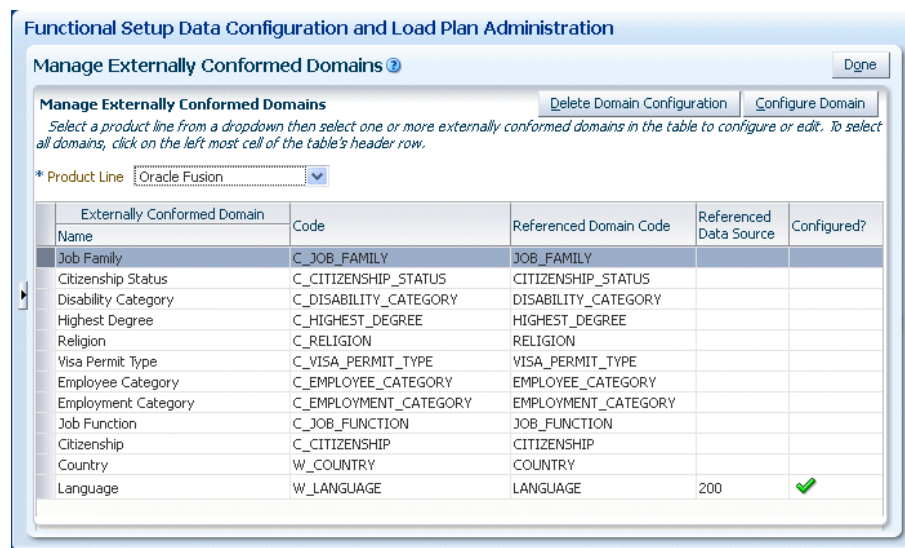 Functional Setup Data Configuration and Load Plan Administration
Manage Externally Conformed Domains ?
Done
Manage Externally Conformed Domains
Delete Domain Configuration
Configure Domain
Select a product line from a dropdown then select one or more externally conformed domains in the table to configure or edit. To select
all domains, click on the left most cell of the table's header row.
* Product Line Oracle Fusion
Externally Conformed Domain
Name
Code
Referenced Domain Code
Referenced
Data Source
Configured?
Job Family C_JOB_FAMILY JOB_FAMILY
Citizenship Status C_CITIZENSHIP_STATUS CITIZENSHIP_STATUS
Disability Category C_DISABILITY_CATEGORY DISABILITY_CATEGORY
Highest Degree C_HIGHEST_DEGREE HIGHEST_DEGREE
Religion C_RELIGION RELIGION
Visa Permit Type C_VISA_PERMIT_TYPE VISA_PERMIT_TYPE
Employee Category C_EMPLOYEE_CATEGORY EMPLOYEE_CATEGORY
Employment Category C_EMPLOYMENT_CATEGORY EMPLOYMENT_CATEGORY
Job Function C_JOB_FUNCTION JOB_FUNCTION
Citizenship C_CITIZENSHIP CITIZENSHIP
Country W_COUNTRY COUNTRY
Language W_LANGUAGE LANGUAGE 200